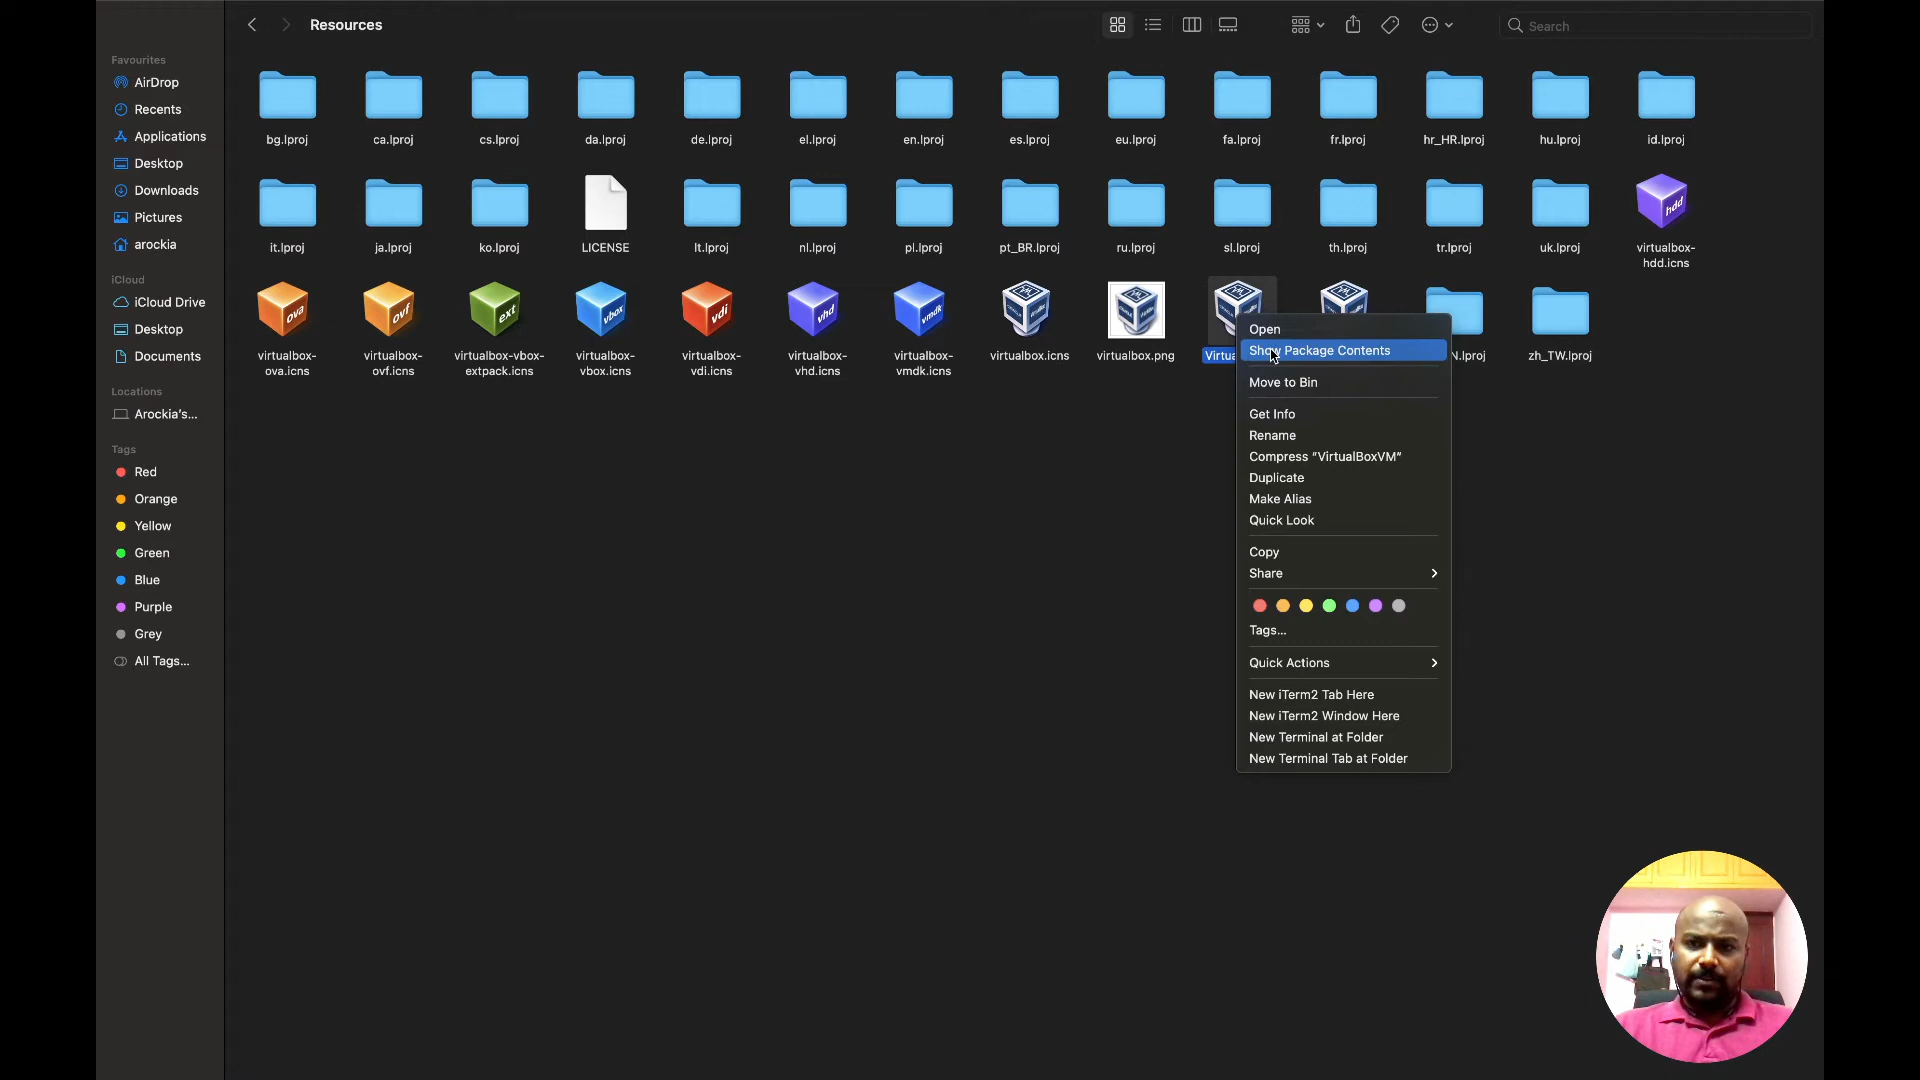 Resources
Search
Favourites
AirDrop
Recents
Applications
Desktop
Downloads
Pictures
arockia
iCloud
iCloud Drive
Desktop
Documents
Locations
Arockia's...
Tags
Red
Orange
Yellow
Green
Blue
Purple
Grey
All Tags...
bg.lproj
ca.lproj
cs.lproj
da.lproj
de.lproj
el.lproj
en.lproj
es.lproj
eu.lproj
fa.lproj
fr.lproj
hr_HR.lproj
hu.lproj
id.lproj
hdd
it.lproj
ja.lproj
ko.lproj
LICENSE
lt.lproj
nl.lproj
pl.lproj
pt_BR.lproj
ru.lproj
sl.lproj
th.lproj
tr.lproj
uk.lproj
virtualbox-
hdd.icns
ova
ovf
ext
vbox
vdi
vhd
vmdk
virtualbox-
ova.icns
virtualbox-
ovf.icns
virtualbox-vbox-
extpack.icns
virtualbox-
vbox.icns
virtualbox-
vdi.icns
virtualbox-
vhd.icns
virtualbox-
vmdk.icns
virtualbox.icns
virtualbox.png
Virtua
N.lproj
zh_TW.lproj
Open
Show Package Contents
Move to Bin
Get Info
Rename
Compress "VirtualBoxVM"
Duplicate
Make Alias
Quick Look
Copy
Share
Tags...
Quick Actions
New iTerm2 Tab Here
New iTerm2 Window Here
New Terminal at Folder
New Terminal Tab at Folder